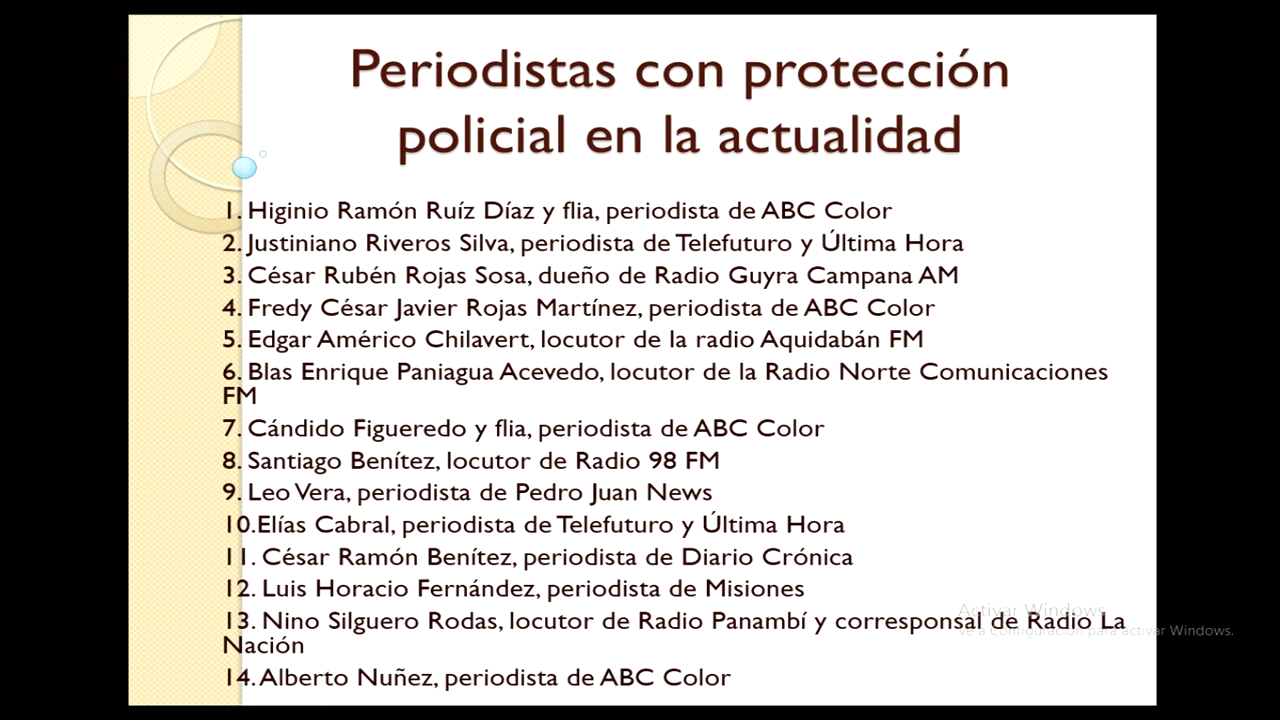 Periodistas con protección
policial en la actualidad
1. Higinio Ramón Ruíz Díaz y flia, periodista de ABC Color
2. Justiniano Riveros Silva, periodista de Telefuturo y Última Hora
3. César Rubén Rojas Sosa, dueño de Radio Guyra Campana AM
4. Fredy César Javier Rojas Martínez, periodista de ABC Color
5. Edgar Américo Chilavert, locutor de la radio Aquidabán FM
6. Blas Enrique Paniagua Acevedo, locutor de la Radio Norte Comunicaciones
FM
7. Cándido Figueredo y flia, periodista de ABC Color
8. Santiago Benítez, locutor de Radio 98 FM
9. Leo Vera, periodista de Pedro Juan News
10.Elías Cabral, periodista de Telefuturo y Última Hora
11. César Ramón Benítez, periodista de Diario Crónica
12. Luis Horacio Fernández, periodista de Misiones
13. Nino Silguero Rodas, locutor de Radio Panambí y corresponsal de Radio La
Nación
14. Alberto Nuñez, periodista de ABC Color
Activar Windows
Ve a Configuración para activar Windows.